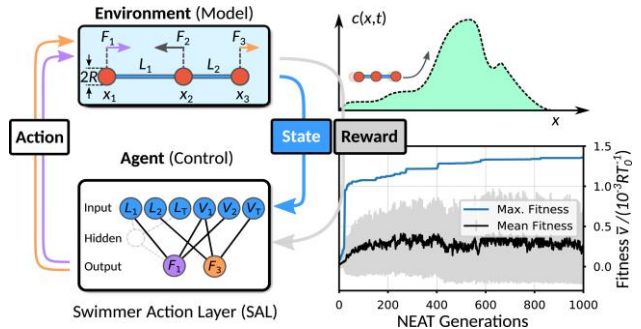 Environment (Model)
F1 F2 F3
L1 L2
2R
x1 x2 x3
Action
State
Reward
Agent (Control)
Input L1 L2 LT V1 V2 VT
Hidden
Output F1 F3
Swimmer Action Layer (SAL)
c(x,t)
x
Fitness v̅/(10⁻³RT₀⁻¹)
1.5
1.0
0.5
0.0
Max. Fitness
Mean Fitness
0 200 400 600 800 1000
NEAT Generations